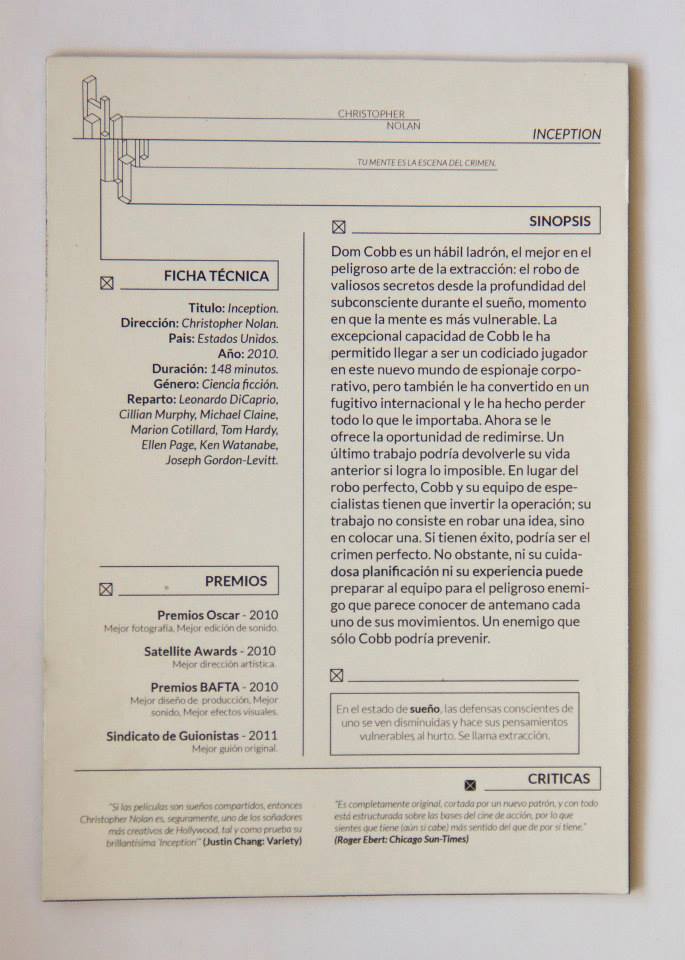 CHRISTOPHER
NOLAN
INCEPTION
TU MENTE ES LA ESCENA DEL CRIMEN.
FICHA TÉCNICA
Titulo: Inception.
Dirección: Christopher Nolan.
Pais: Estados Unidos.
Año: 2010.
Duración: 148 minutos.
Género: Ciencia ficción.
Reparto: Leonardo DiCaprio,
Cillian Murphy, Michael Claine,
Marion Cotillard, Tom Hardy,
Ellen Page, Ken Watanabe,
Joseph Gordon-Levitt.
PREMIOS
Premios Oscar - 2010
Mejor fotografía, Mejor edición de sonido.
Satellite Awards - 2010
Mejor dirección artística.
Premios BAFTA - 2010
Mejor diseño de producción, Mejor
sonido, Mejor efectos visuales.
Sindicato de Guionistas - 2011
Mejor guión original.
SINOPSIS
Dom Cobb es un hábil ladrón, el mejor en el
peligroso arte de la extracción: el robo de
valiosos secretos desde la profundidad del
subconsciente durante el sueño, momento
en que la mente es más vulnerable. La
excepcional capacidad de Cobb le ha
permitido llegar a ser un codiciado jugador
en este nuevo mundo de espionaje corpo-
rativo, pero también le ha convertido en un
fugitivo internacional y le ha hecho perder
todo lo que le importaba. Ahora se le
ofrece la oportunidad de redimirse. Un
último trabajo podría devolverle su vida
anterior si logra lo imposible. En lugar del
robo perfecto, Cobb y su equipo de espe-
cialistas tienen que invertir la operación; su
trabajo no consiste en robar una idea, sino
en colocar una. Si tienen éxito, podría ser el
crimen perfecto. No obstante, ni su cuida-
dosa planificación ni su experiencia puede
preparar al equipo para el peligroso enemi-
go que parece conocer de antemano cada
uno de sus movimientos. Un enemigo que
sólo Cobb podría prevenir.
En el estado de sueño, las defensas conscientes de
uno se ven disminuidas y hace sus pensamientos
vulnerables al hurto. Se llama extracción.
CRITICAS
"Si las películas son sueños compartidos, entonces
Christopher Nolan es, seguramente, uno de los soñadores
más creativos de Hollywood, tal y como prueba su
brillantísima 'Inception'" (Justin Chang: Variety)
"Es completamente original, cortada por un nuevo patrón, y con todo
está estructurada sobre las bases del cine de acción, por lo que
sientes que tiene (aún si cabe) más sentido del que de por sí tiene."
(Roger Ebert: Chicago Sun-Times)